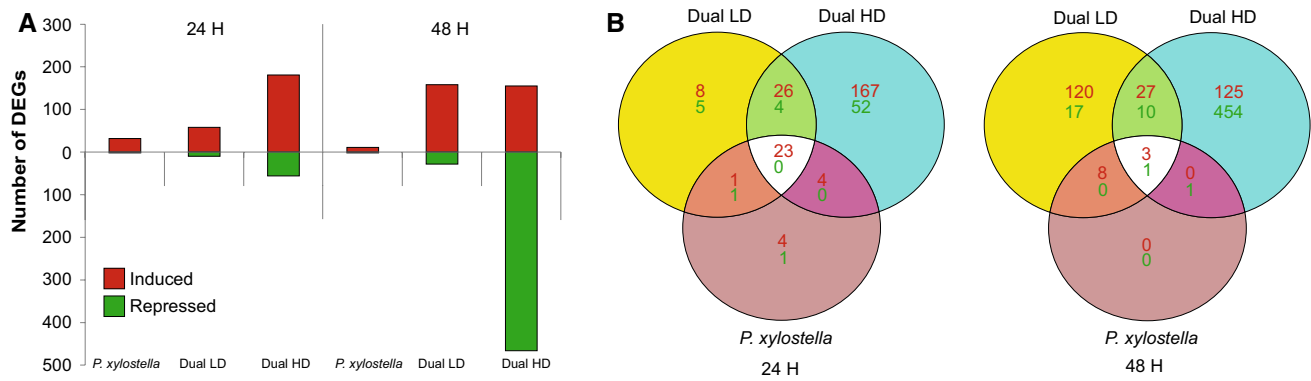 A
24 H
48 H
Number of DEGs
300
200
100
0
100
200
300
400
500
Induced
Repressed
P. xylostella
Dual LD
Dual HD
P. xylostella
Dual LD
Dual HD
B
Dual LD
Dual HD
8
5
26
4
167
52
23
0
1
1
4
0
4
1
P. xylostella
24 H
Dual LD
Dual HD
120
17
27
10
125
454
3
1
8
0
0
1
0
0
P. xylostella
48 H